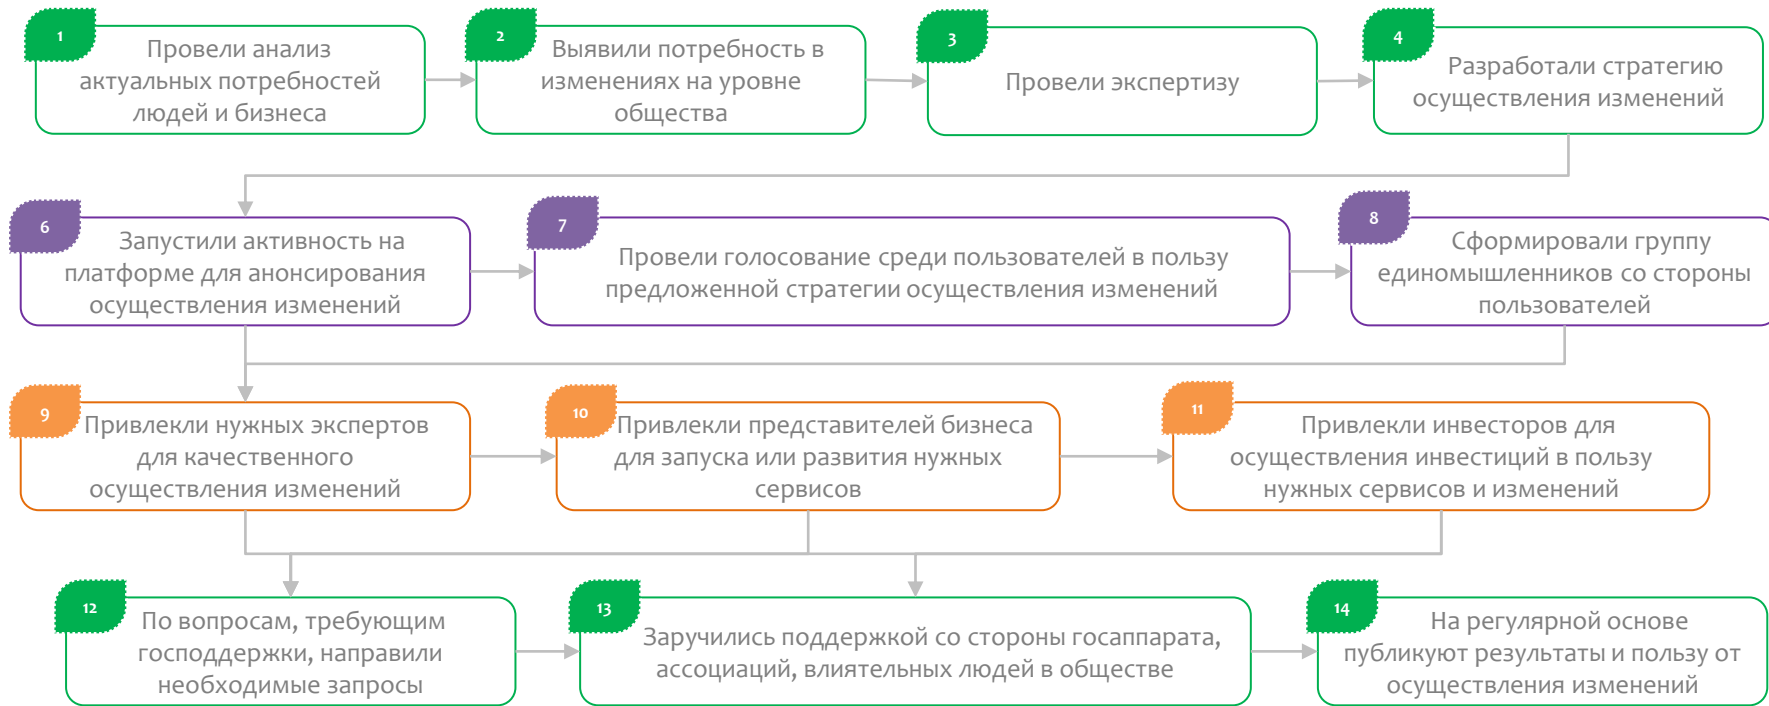 1
Провели анализ
актуальных потребностей
людей и бизнеса
2
Выявили потребность в
изменениях на уровне
общества
3
Провели экспертизу
4
Разработали стратегию
осуществления изменений
6
Запустили активность на
платформе для анонсирования
осуществления изменений
7
Провели голосование среди пользователей в пользу
предложенной стратегии осуществления изменений
8
Сформировали группу
единомышленников со стороны
пользователей
9
Привлекли нужных экспертов
для качественного
осуществления изменений
10
Привлекли представителей бизнеса
для запуска или развития нужных
сервисов
11
Привлекли инвесторов для
осуществления инвестиций в пользу
нужных сервисов и изменений
12
По вопросам, требующим
господдержки, направили
необходимые запросы
13
Заручились поддержкой со стороны госаппарата,
ассоциаций, влиятельных людей в обществе
14
На регулярной основе
публикуют результаты и пользу от
осуществления изменений